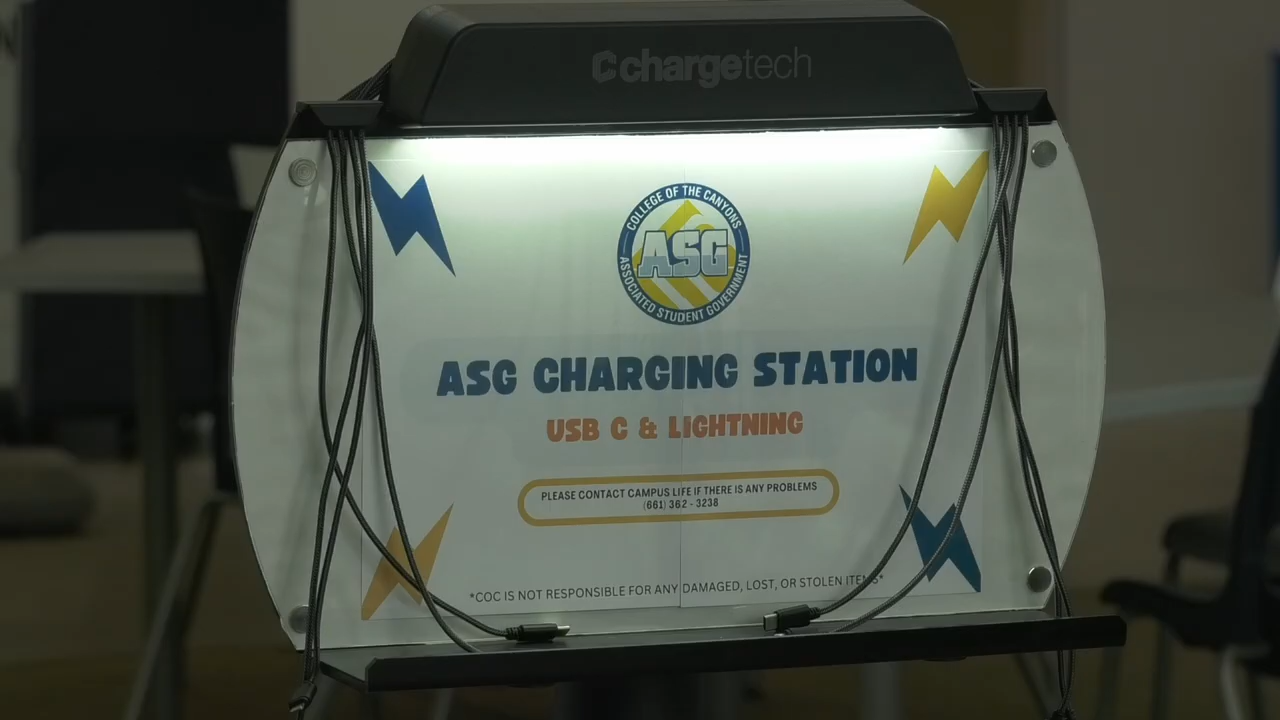 chargetech
COLLEGE OF THE CANYONS
ASG
ASSOCIATED STUDENT GOVERNMENT
ASG CHARGING STATION
USB C & LIGHTNING
PLEASE CONTACT CAMPUS LIFE IF THERE IS ANY PROBLEMS
(661) 362 - 3238
*COC IS NOT RESPONSIBLE FOR ANY DAMAGED, LOST, OR STOLEN ITEMS*